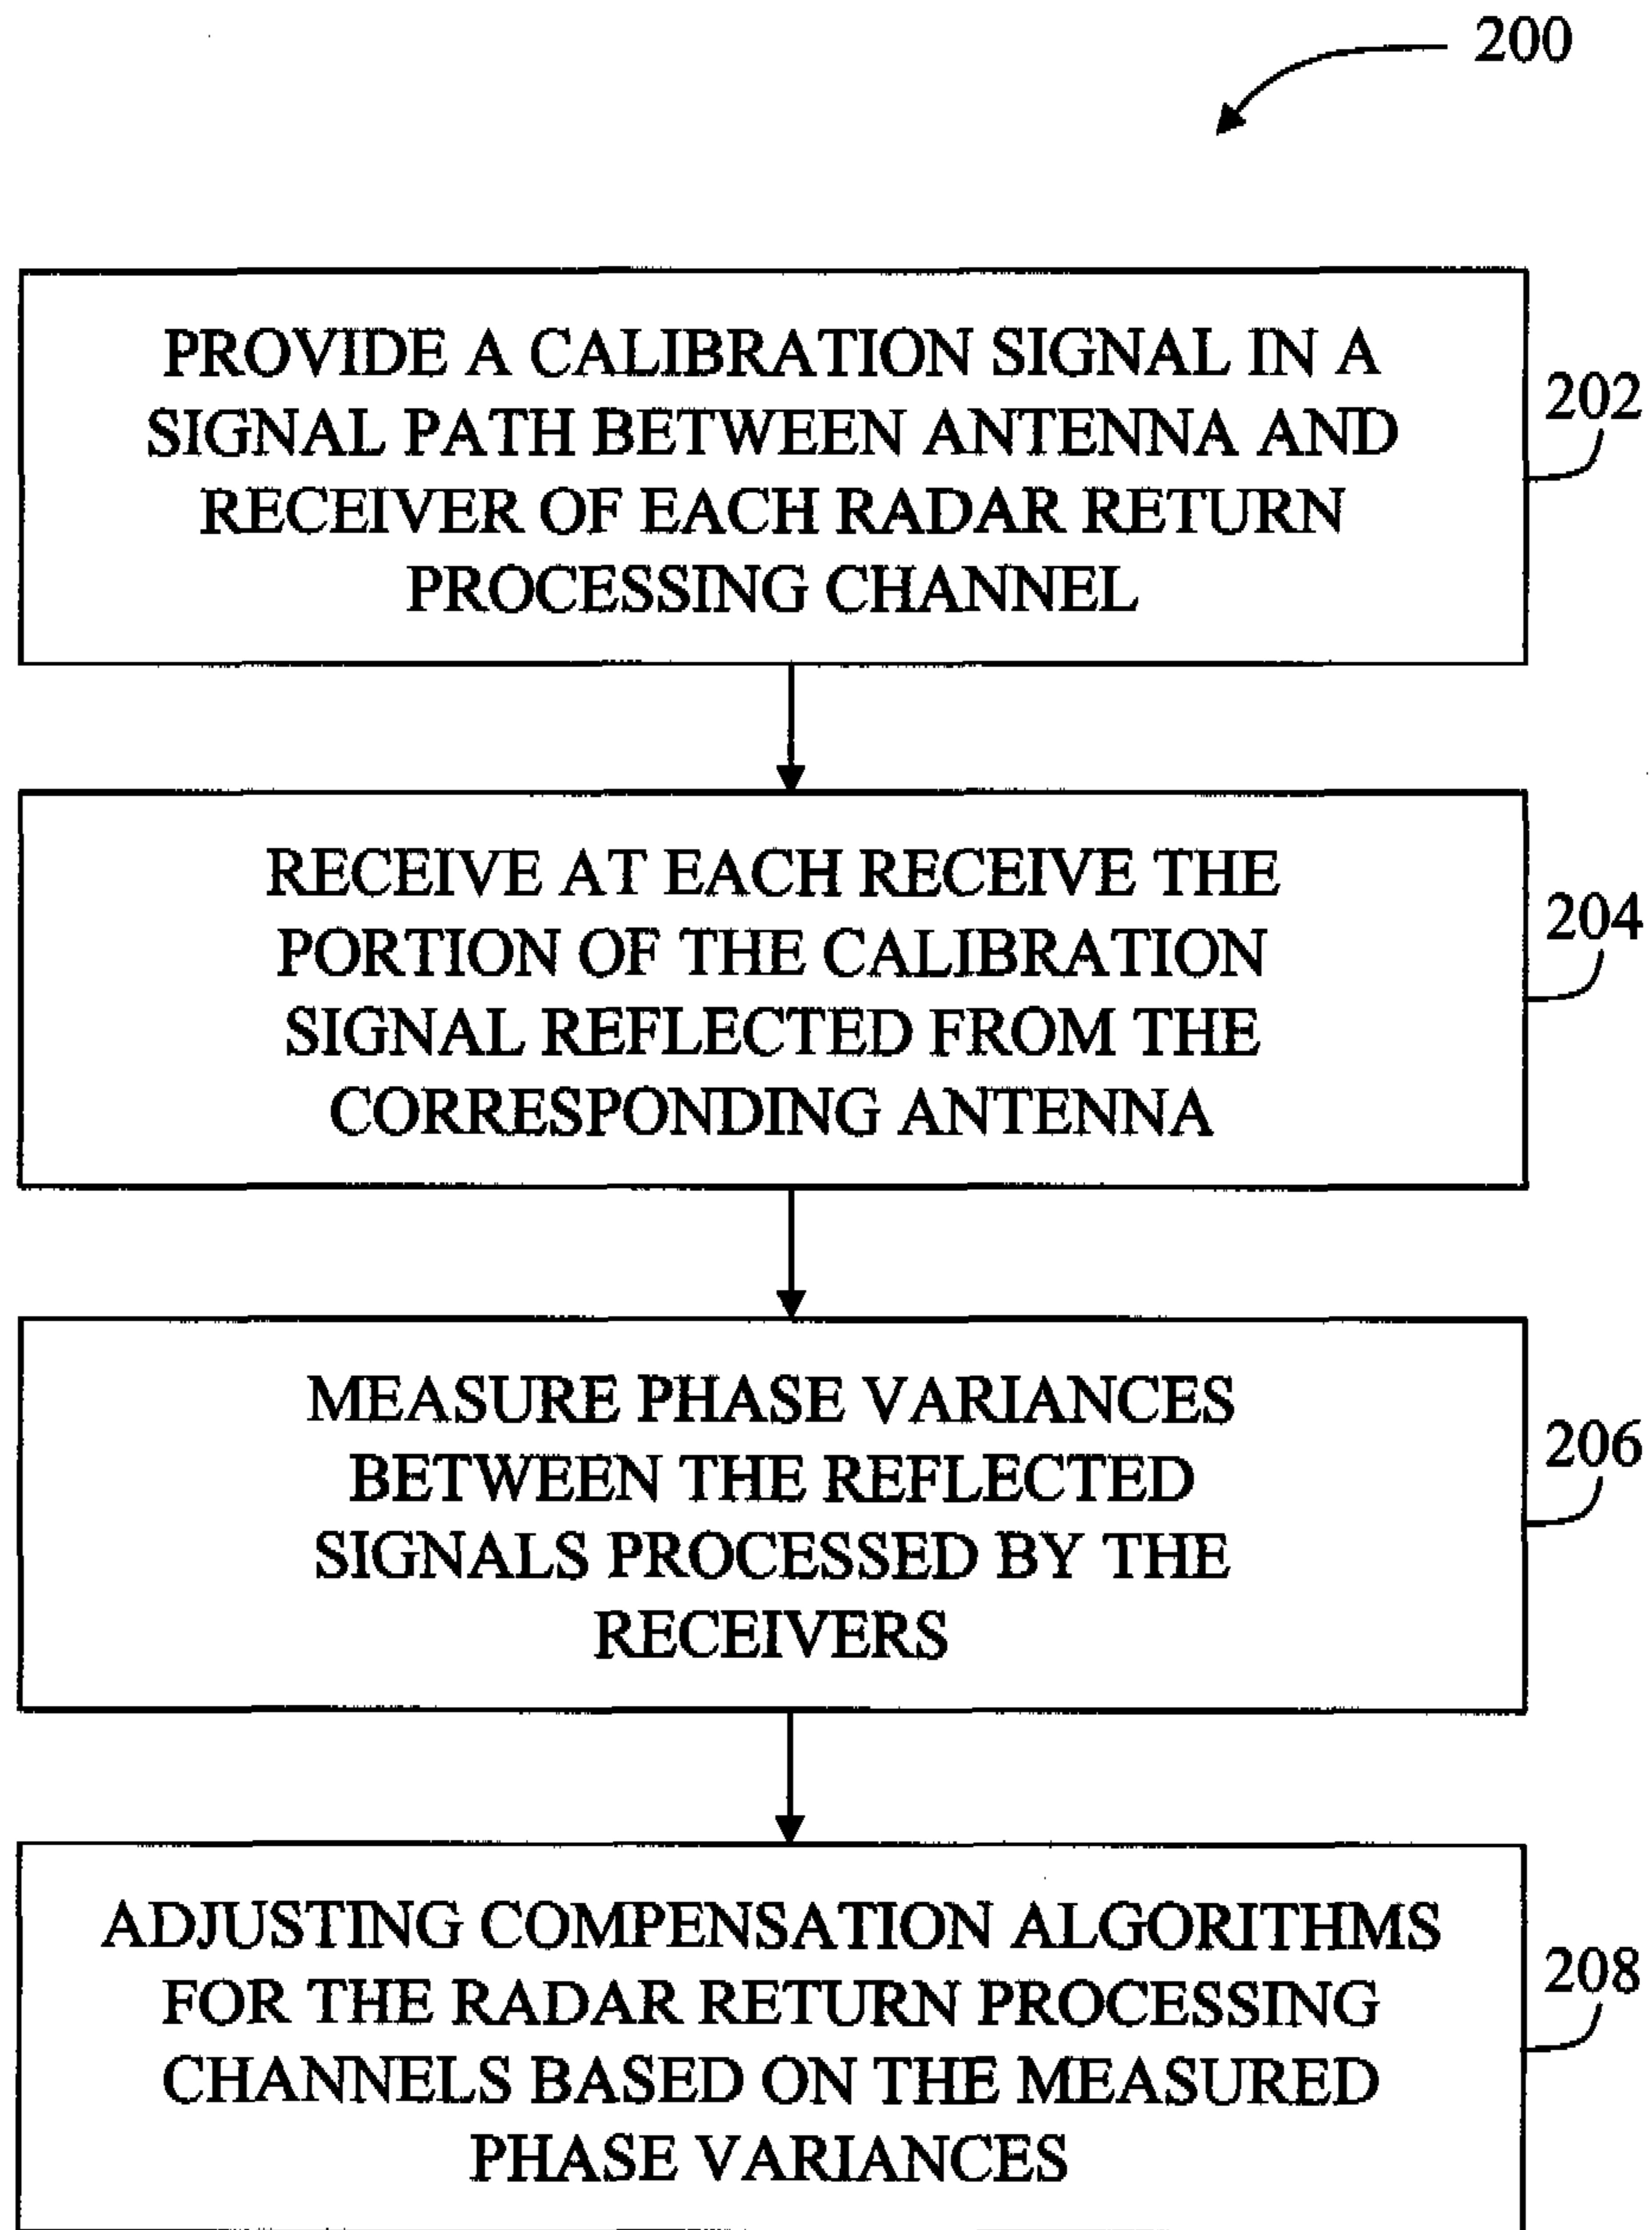 200
PROVIDE A CALIBRATION SIGNAL IN A
SIGNAL PATH BETWEEN ANTENNA AND
RECEIVER OF EACH RADAR RETURN
PROCESSING CHANNEL
202
RECEIVE AT EACH RECEIVE THE
PORTION OF THE CALIBRATION
SIGNAL REFLECTED FROM THE
CORRESPONDING ANTENNA
204
MEASURE PHASE VARIANCES
BETWEEN THE REFLECTED
SIGNALS PROCESSED BY THE
RECEIVERS
206
ADJUSTING COMPENSATION ALGORITHMS
FOR THE RADAR RETURN PROCESSING
CHANNELS BASED ON THE MEASURED
PHASE VARIANCES
208